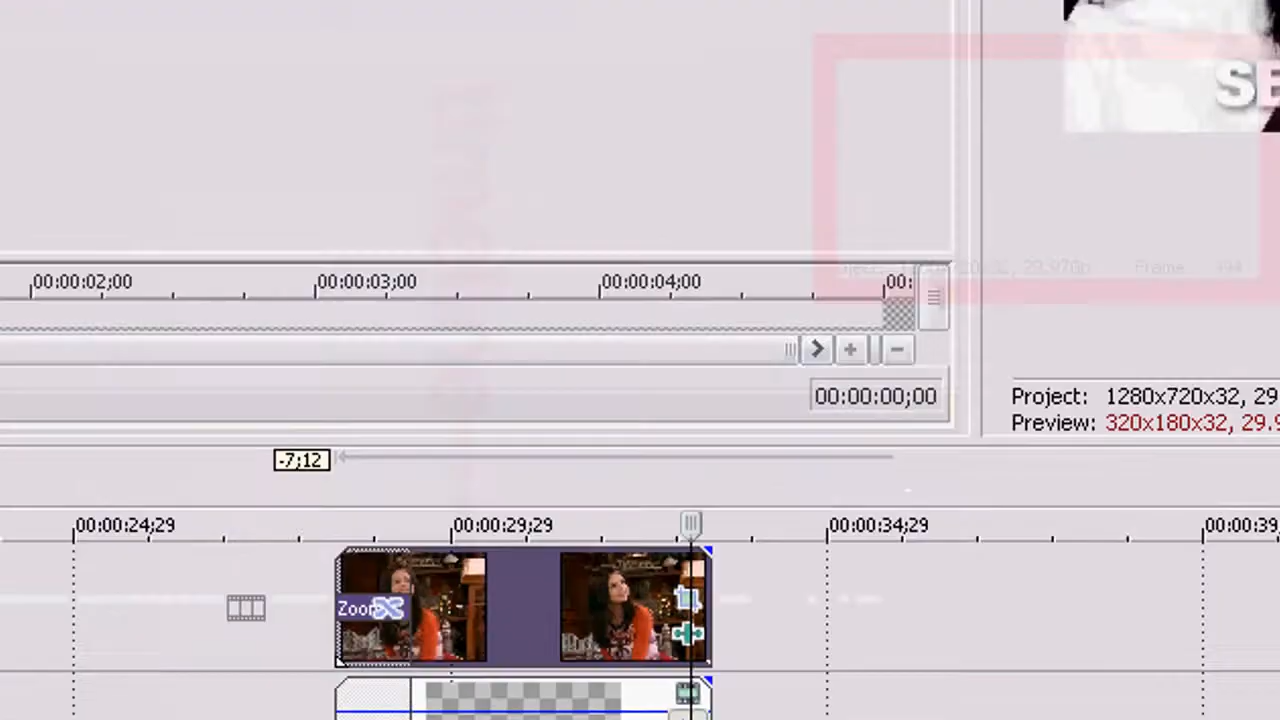 SE
00:00:02;00 00:00:03;00 00:00:04;00 00:
00:00:00;00
Project: 1280x720x32, 29
Preview: 320x180x32, 29.9
-7;12
00:00:24;29 00:00:29;29 00:00:34;29 00:00:39
Zoom